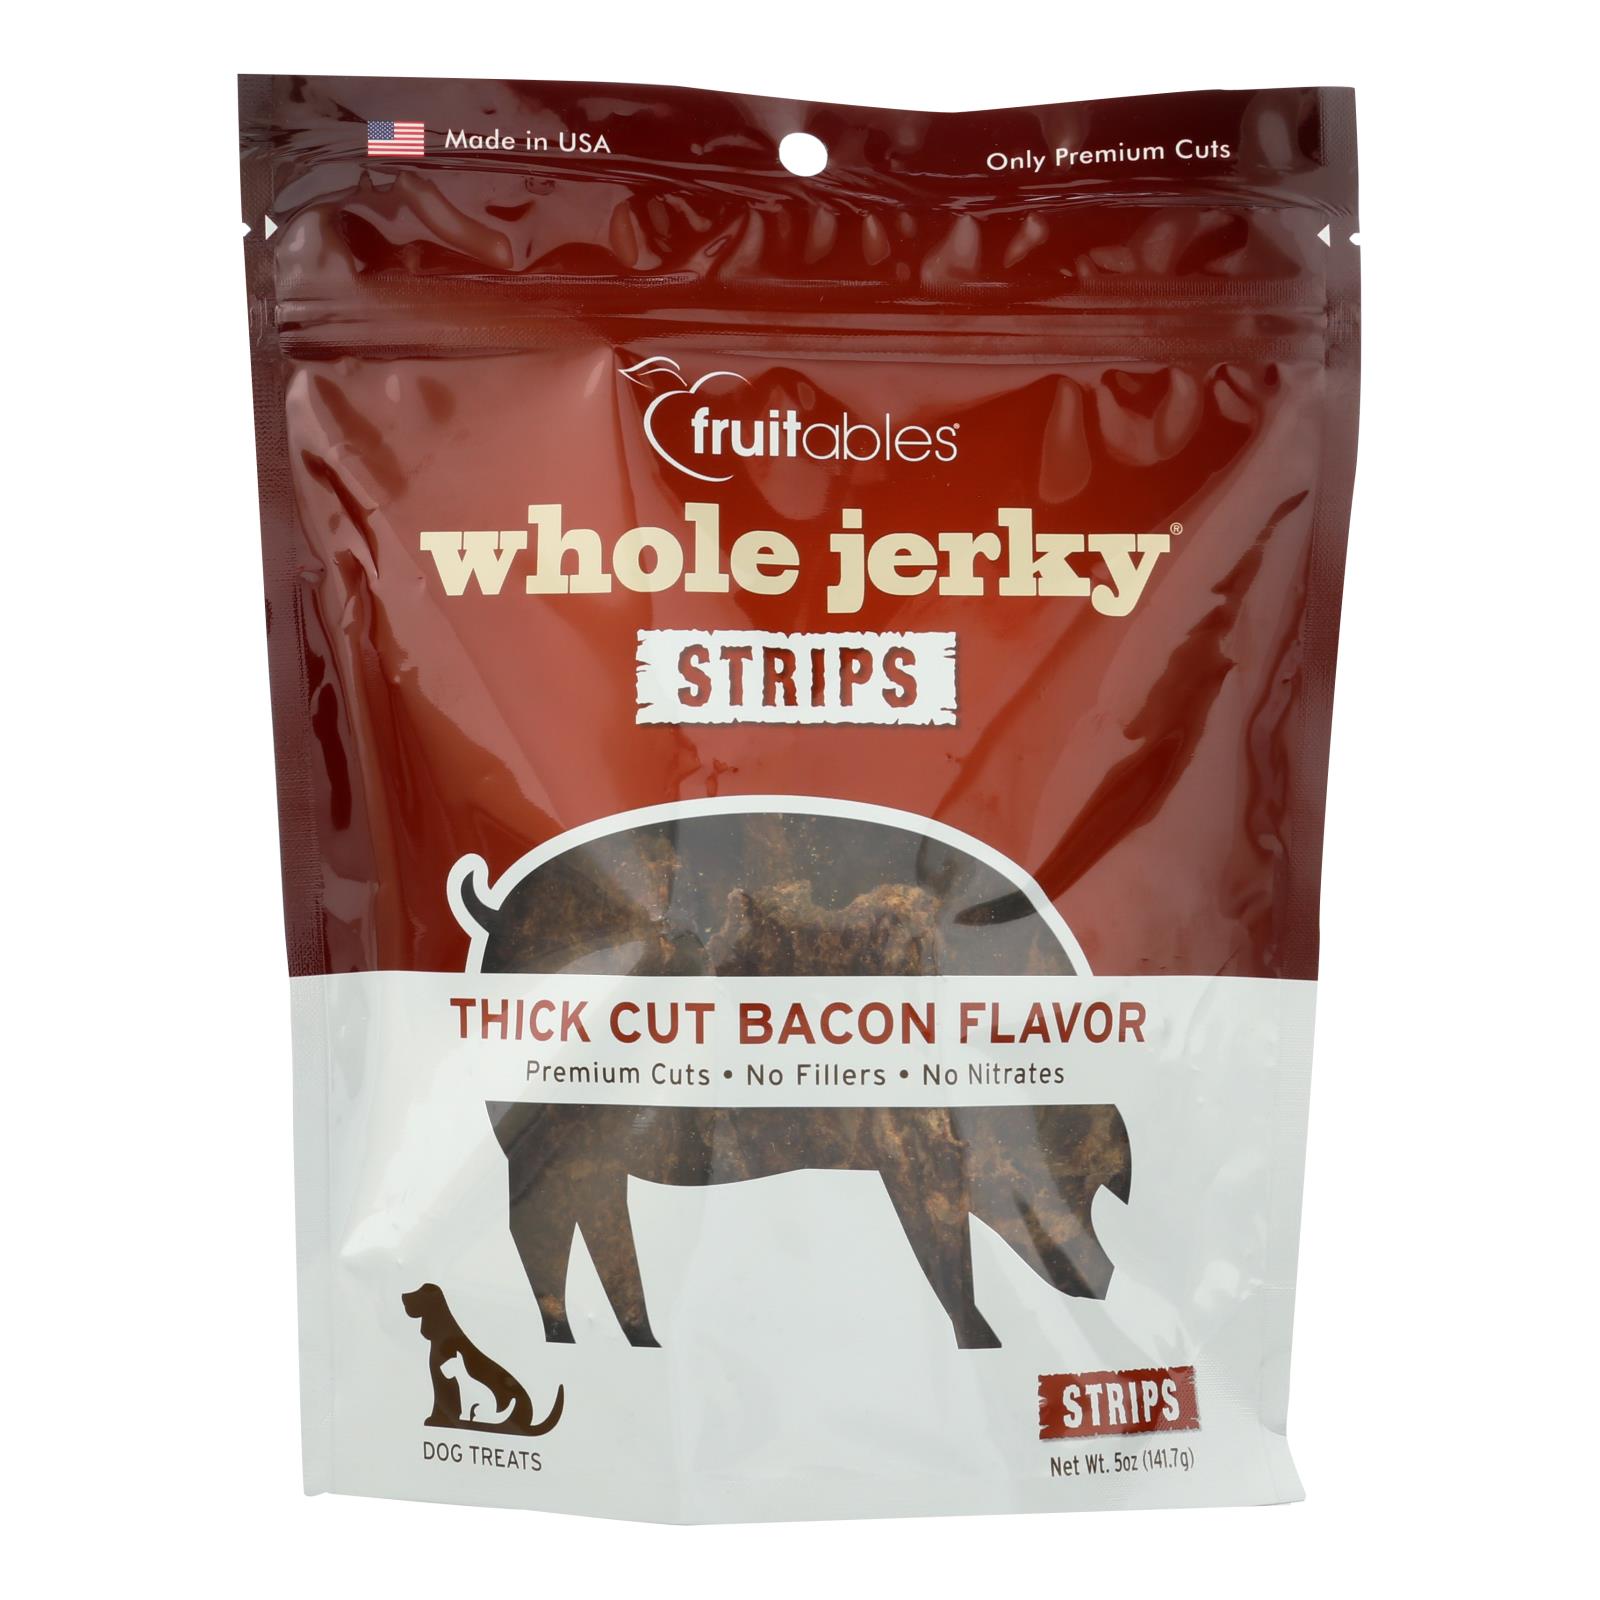 Made in USA
Only Premium Cuts
fruitables®
whole jerky®
STRIPS
THICK CUT BACON FLAVOR
Premium Cuts • No Fillers • No Nitrates
DOG TREATS
STRIPS
Net Wt. 5oz (141.7g)